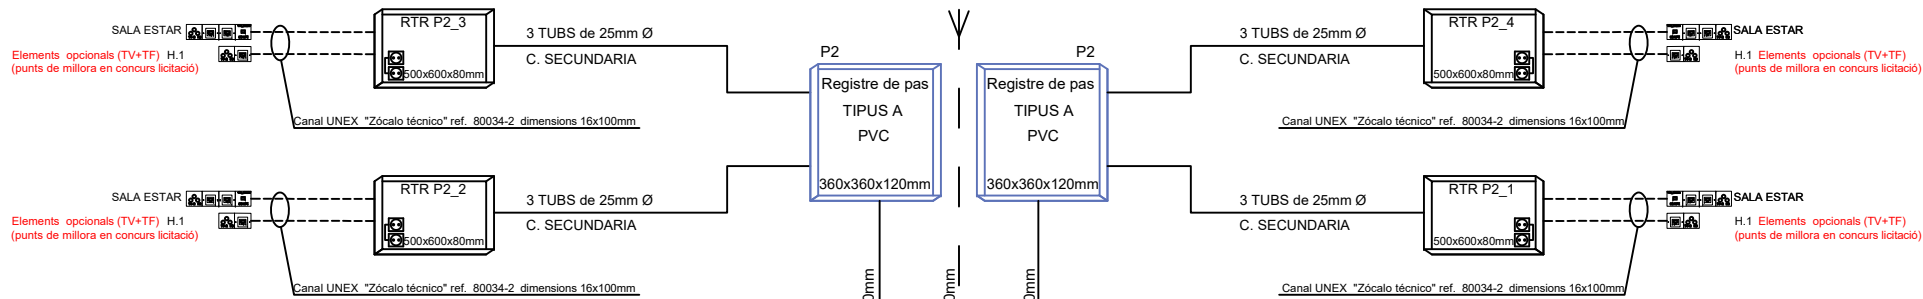 SALA ESTAR
Elements opcionals (TV+TF) H.1
(punts de millora en concurs licitació)
RTR P2_3
500x600x80mm
3 TUBS de 25mm Ø
C. SECUNDARIA
Canal UNEX "Zócalo técnico" ref. 80034-2 dimensions 16x100mm
P2
Registre de pas
TIPUS A
PVC
360x360x120mm
P2
Registre de pas
TIPUS A
PVC
360x360x120mm
3 TUBS de 25mm Ø
C. SECUNDARIA
RTR P2_4
500x600x80mm
SALA ESTAR
H.1 Elements opcionals (TV+TF)
(punts de millora en concurs licitació)
Canal UNEX "Zócalo técnico" ref. 80034-2 dimensions 16x100mm
SALA ESTAR
Elements opcionals (TV+TF) H.1
(punts de millora en concurs licitació)
RTR P2_2
500x600x80mm
3 TUBS de 25mm Ø
C. SECUNDARIA
Canal UNEX "Zócalo técnico" ref. 80034-2 dimensions 16x100mm
3 TUBS de 25mm Ø
C. SECUNDARIA
RTR P2_1
500x600x80mm
SALA ESTAR
H.1 Elements opcionals (TV+TF)
(punts de millora en concurs licitació)
Canal UNEX "Zócalo técnico" ref. 80034-2 dimensions 16x100mm